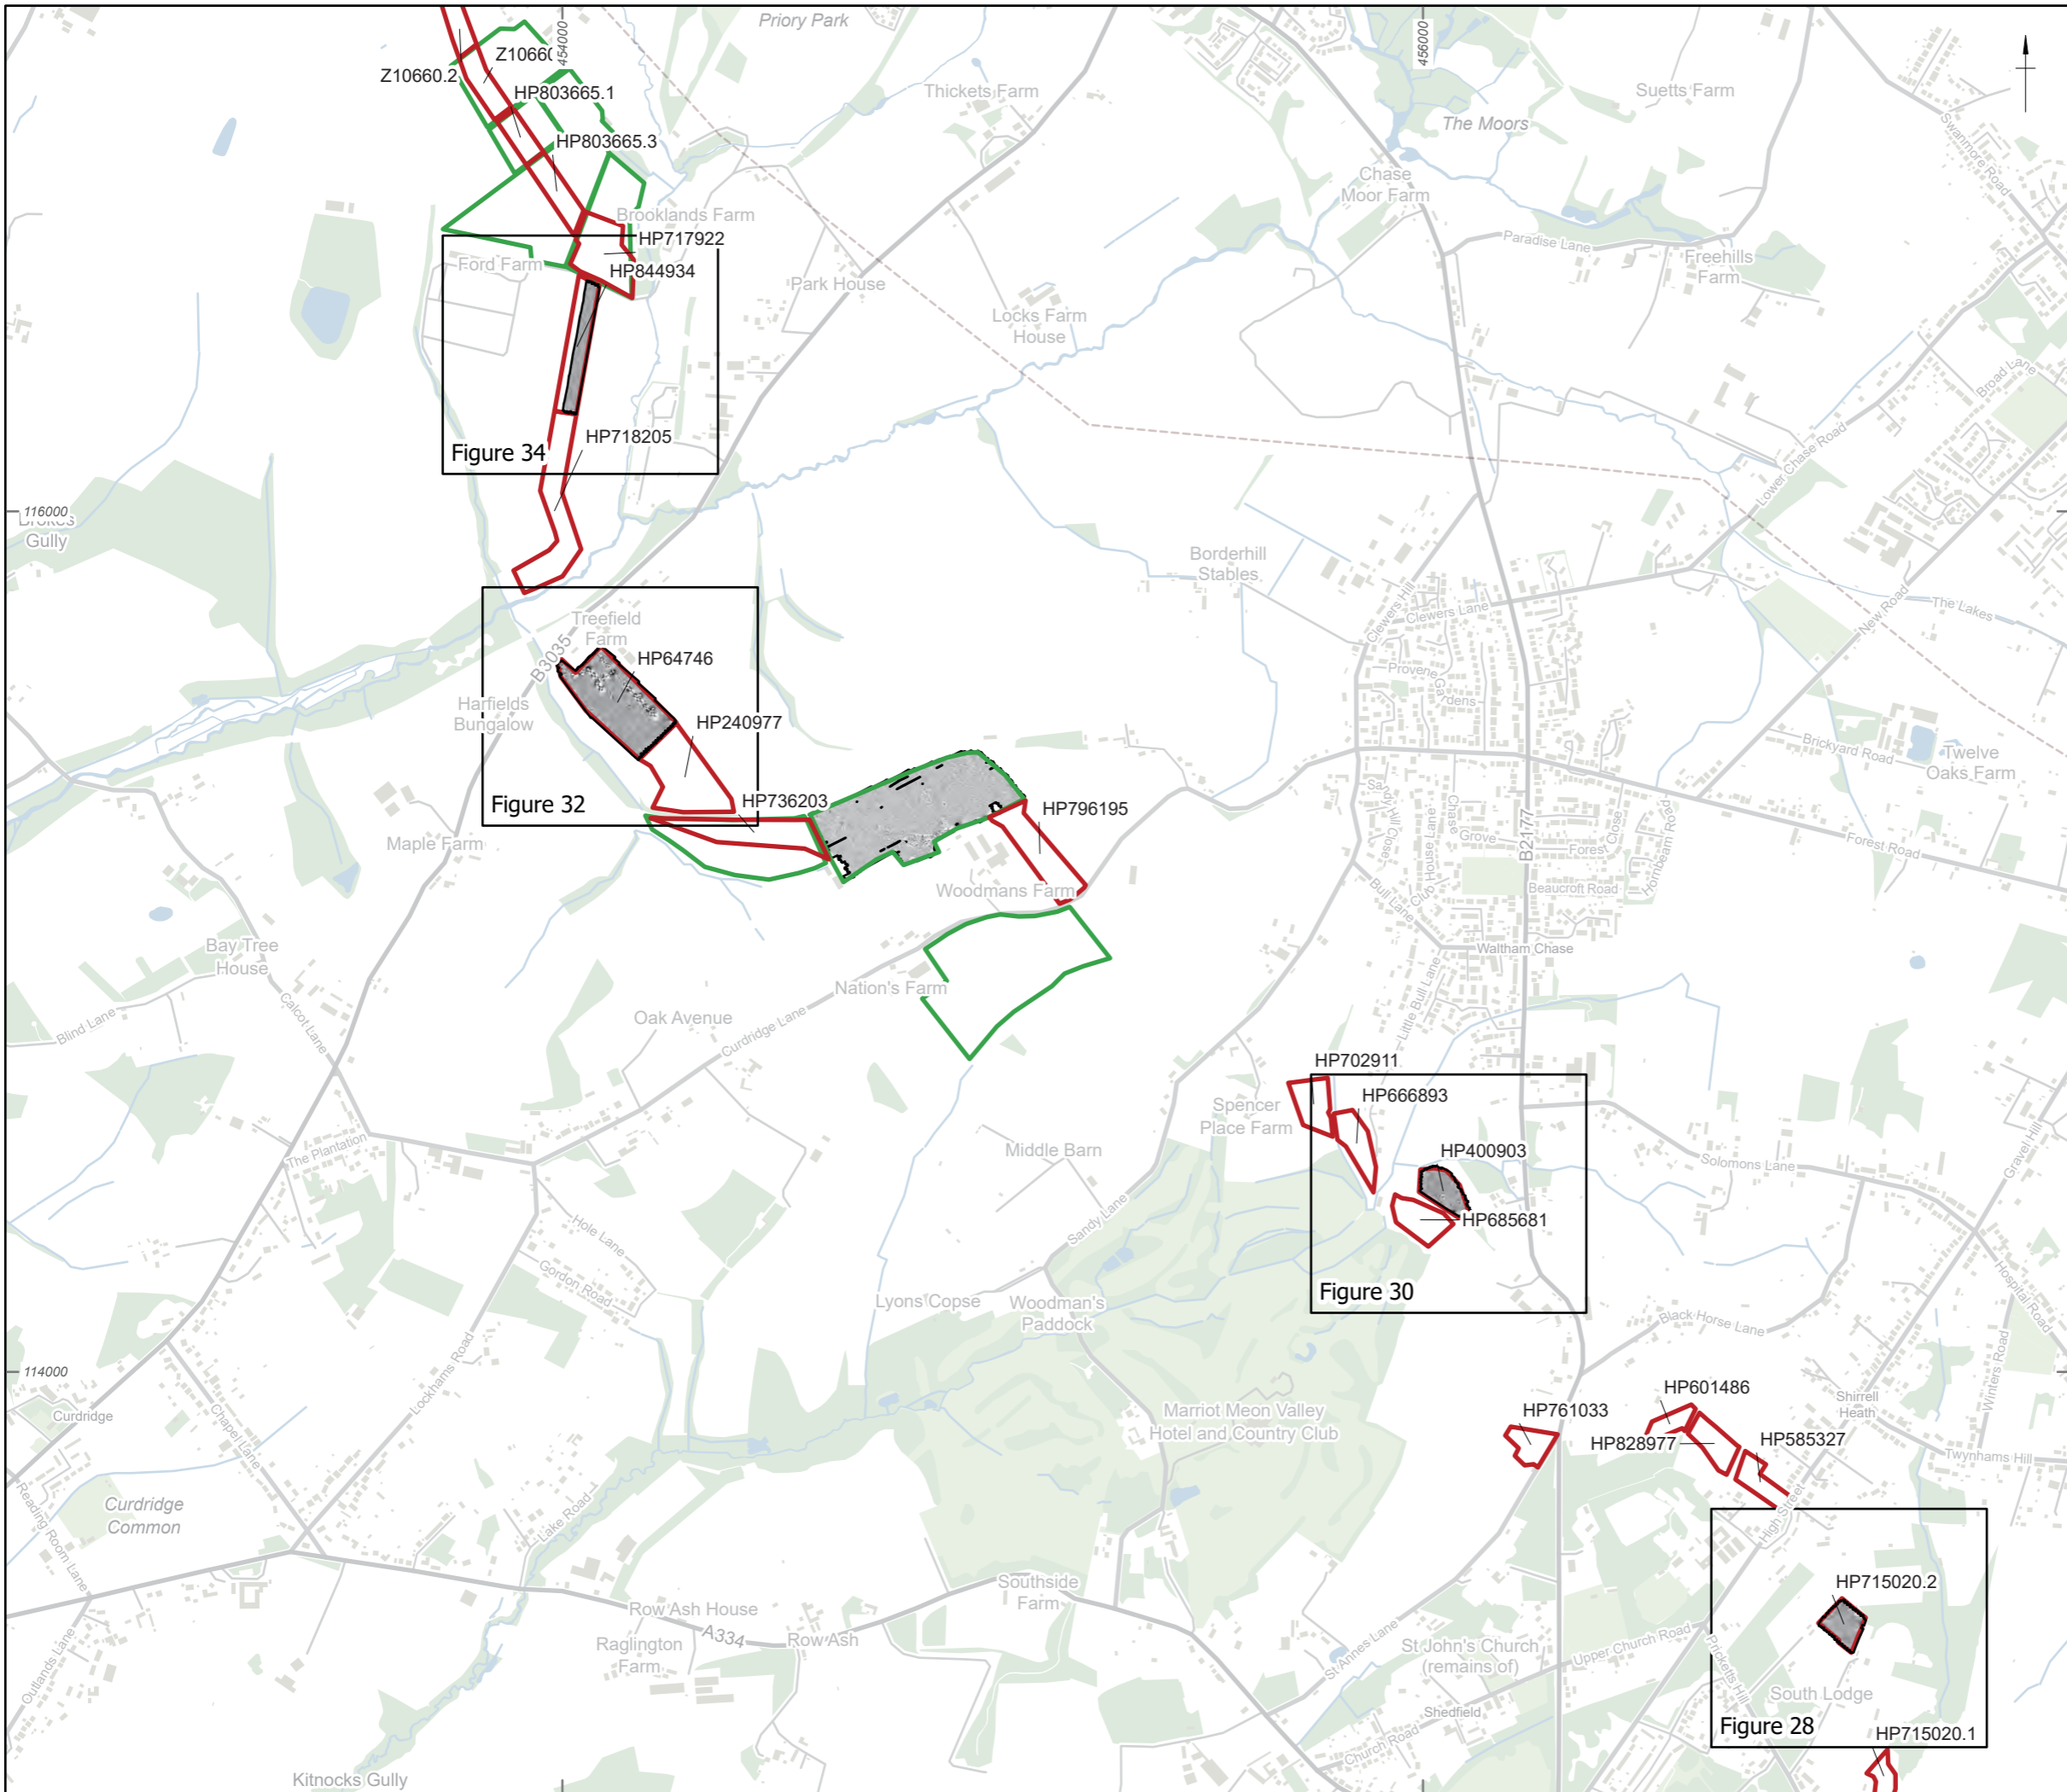 Priory Park
454000
456000
Z10660
Z10660.2
HP803665.1
HP803665.3
Thickets Farm
Suetts Farm
The Moors
Swanmore Road
Chase
Moor Farm
Brooklands Farm
HP717922
HP844934
Ford Farm
Park House
Paradise Lane
Freehills
Farm
Locks Farm
House
Broad Lane
Figure 34
HP718205
Lower Chase Road
116000
Gully
Borderhill
Stables
Clewers Hill
Clewers Lane
New Road
The Lakes
Treefield
Farm
B3035
HP64746
Provene
Gardens
Harfields
Bungalow
HP240977
Brickyard Road
Twelve
Oaks Farm
Figure 32
HP736203
HP796195
Sandy Hill Close
Chase
Grove
Clubhouse Lane
B2177
Fores Close
Hornbeam Road
Forest Road
Maple Farm
Woodmans Farm
Bull Lane
Beaucroft Road
Bay Tree
House
Waltham Chase
Calcot Lane
Nation's Farm
Little Bull Lane
Blind Lane
Oak Avenue
Curdridge Lane
HP702911
HP666893
Spencer
Place Farm
The Plantation
Middle Barn
HP400903
Solomons Lane
Gravel Hill
Hole Lane
Sandy Lane
HP685681
Gordon Road
Hospital Road
Figure 30
Lyons Copse
Woodman's
Paddock
Black Horse Lane
114000
Lockhams Road
Winters Road
Curdridge
Chapel Lane
Marriot Meon Valley
Hotel and Country Club
HP761033
HP601486
Shirrell
Heath
HP828977
HP585327
Twynhams Hill
Reading Room Lane
Curdridge
Common
Lake Road
High Street
Southside
Farm
HP715020.2
Row Ash House
A334
Row Ash
Raglington
Farm
St Annes Lane
St John's Church
(remains of)
Upper Church Road
Pricketts Hill
Outlands Lane
South Lodge
Shedfield
Figure 28
Church Road
HP715020.1
Kitnocks Gully